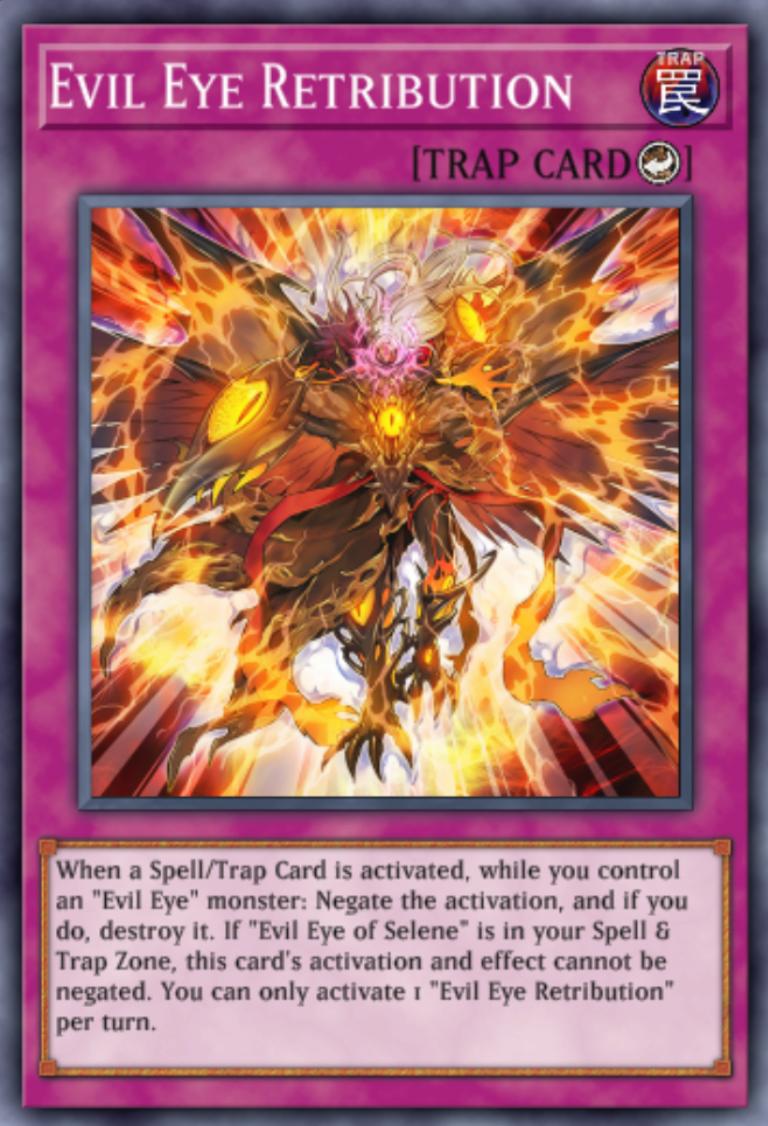 EVIL EYE RETRIBUTION
TRAP
罠
[TRAP CARD]
When a Spell/Trap Card is activated, while you control
an "Evil Eye" monster: Negate the activation, and if you
do, destroy it. If "Evil Eye of Selene" is in your Spell &
Trap Zone, this card's activation and effect cannot be
negated. You can only activate 1 "Evil Eye Retribution"
per turn.